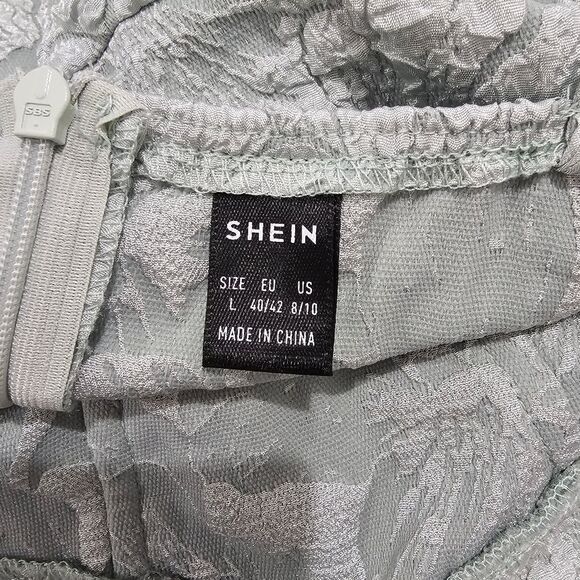 SBS
SHEIN
SIZE EU US
L 40/42 8/10
MADE IN CHINA